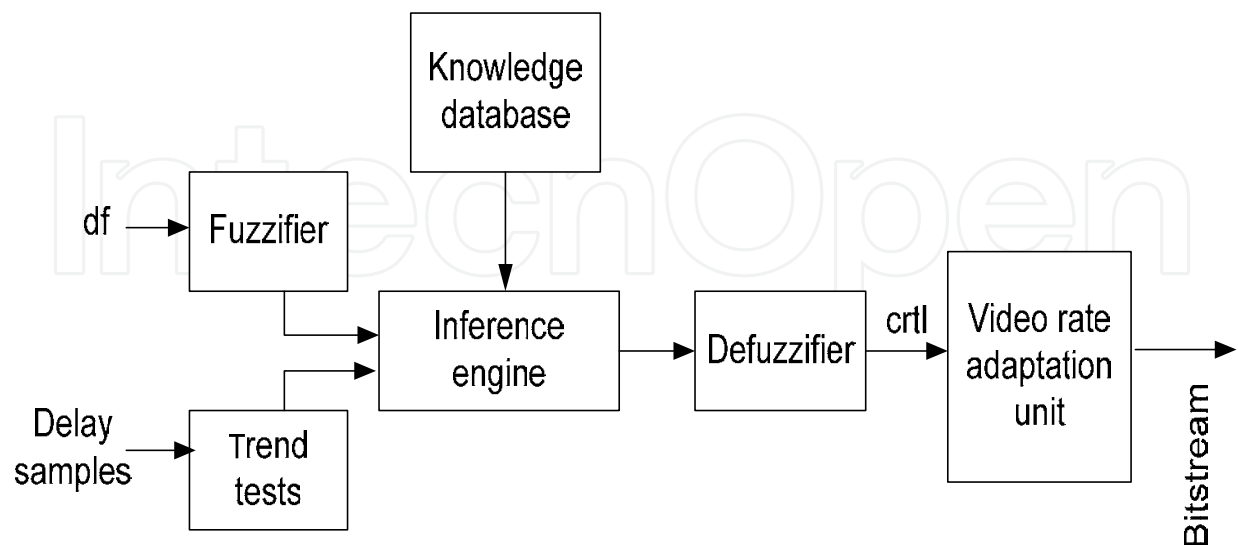 Knowledge
database
df
Fuzzifier
Inference
engine
Defuzzifier
crtl
Video rate
adaptation
unit
Delay
samples
Trend
tests
Bitstream
IntechOpen